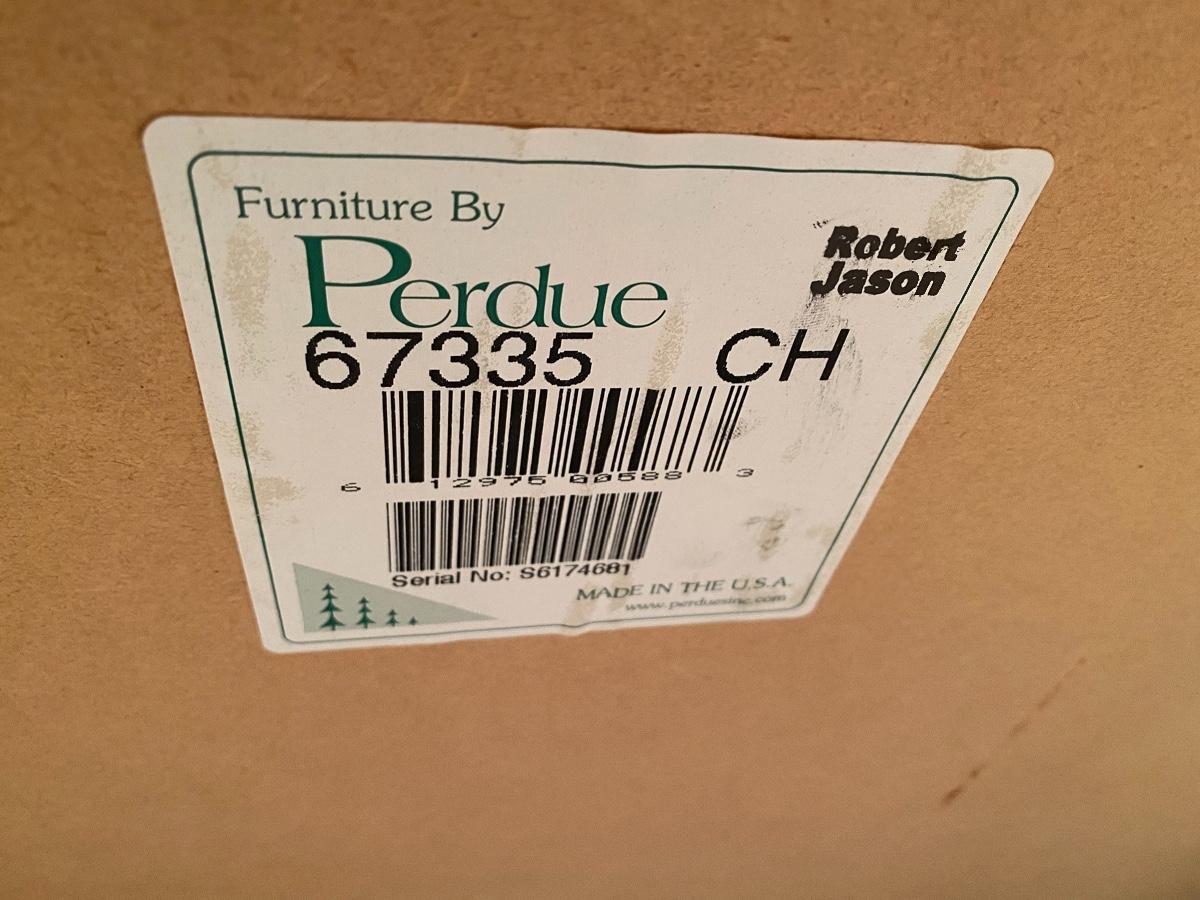 Furniture By
Perdue
Robert
Jason
67335 CH
6 12975 00588 3
Serial No: S6174681
MADE IN THE U.S.A.
www.perduesinc.com